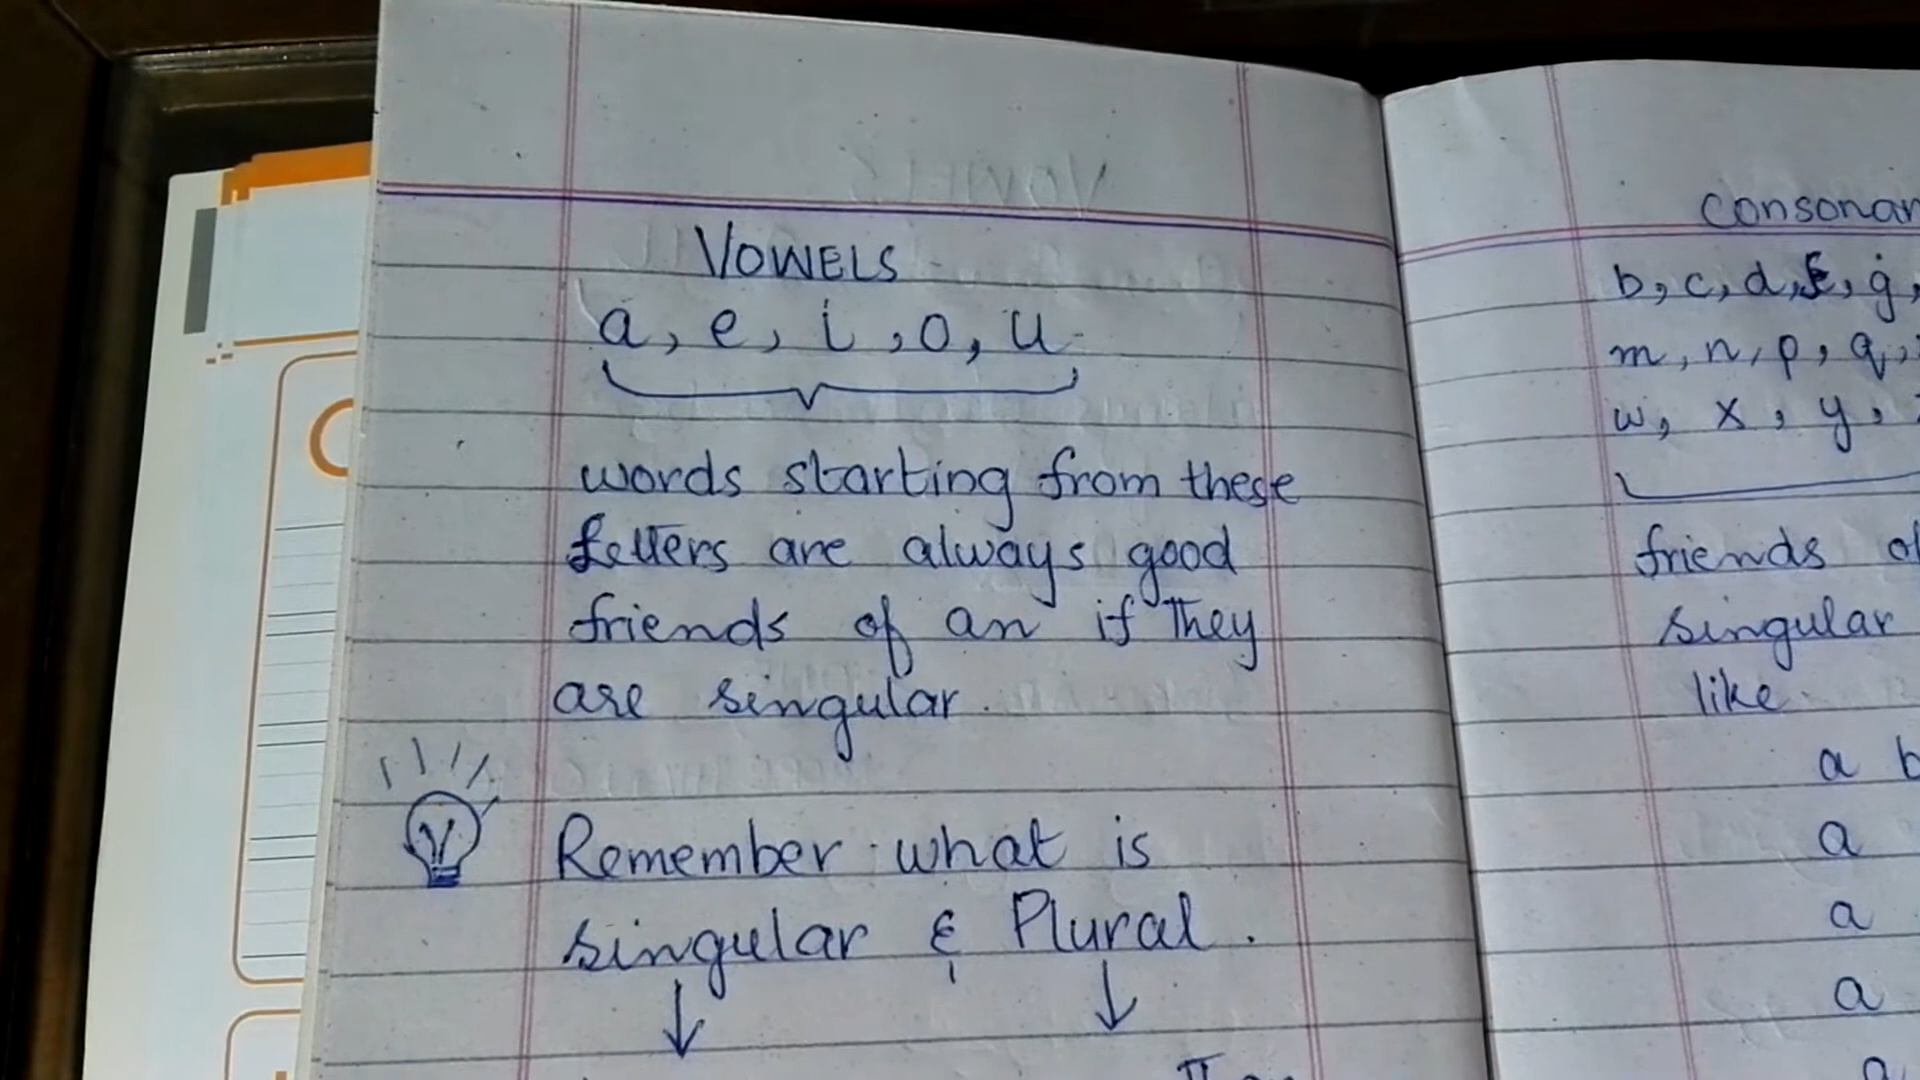 VOWELS
a, e, i, o, u
words starting from these
letters are always good
friends of an if they
are singular.
Remember what is
singular & Plural.
b, c, d, f, g,
m, n, p, q,
w, x, y,
friends
singular
like
a b
a
a
a
a